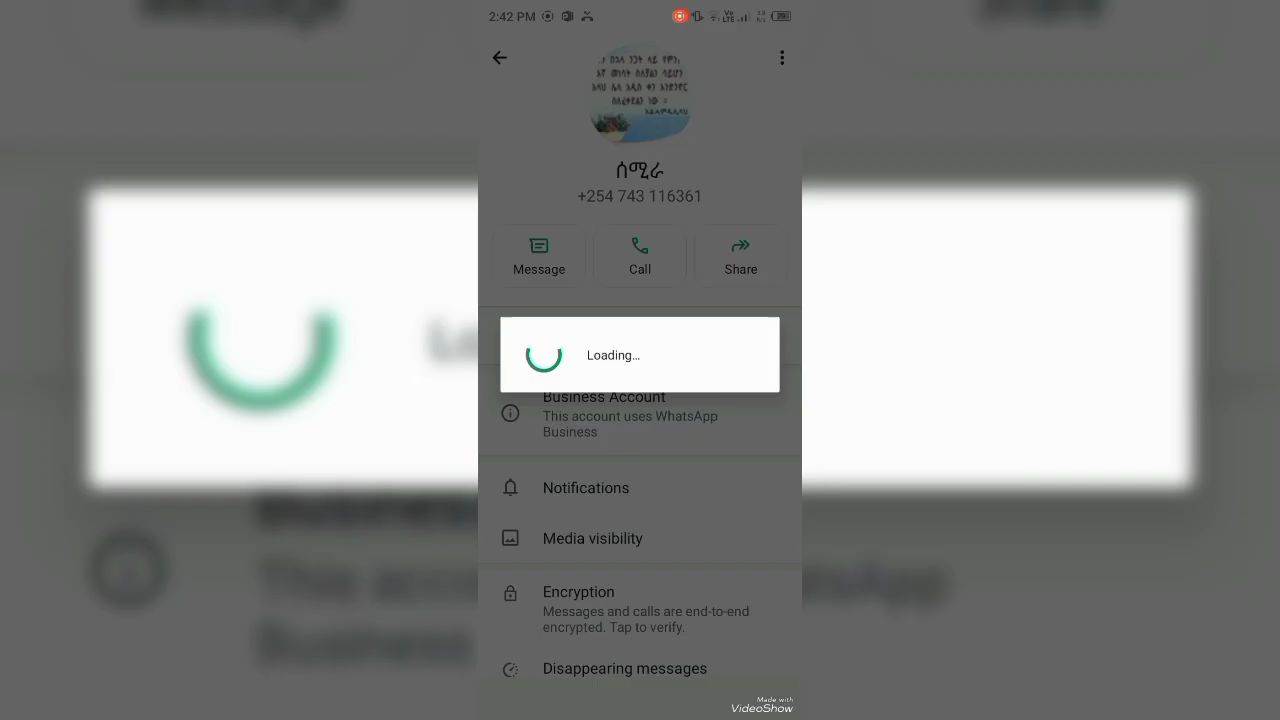 2:42 PM
Vo
LTE
ሰሚራ
+254 743 116361
Message
Call
Share
Loading...
Business Account
This account uses WhatsApp
Business
Notifications
Media visibility
Encryption
Messages and calls are end-to-end
encrypted. Tap to verify.
Disappearing messages
Made with
VideoShow